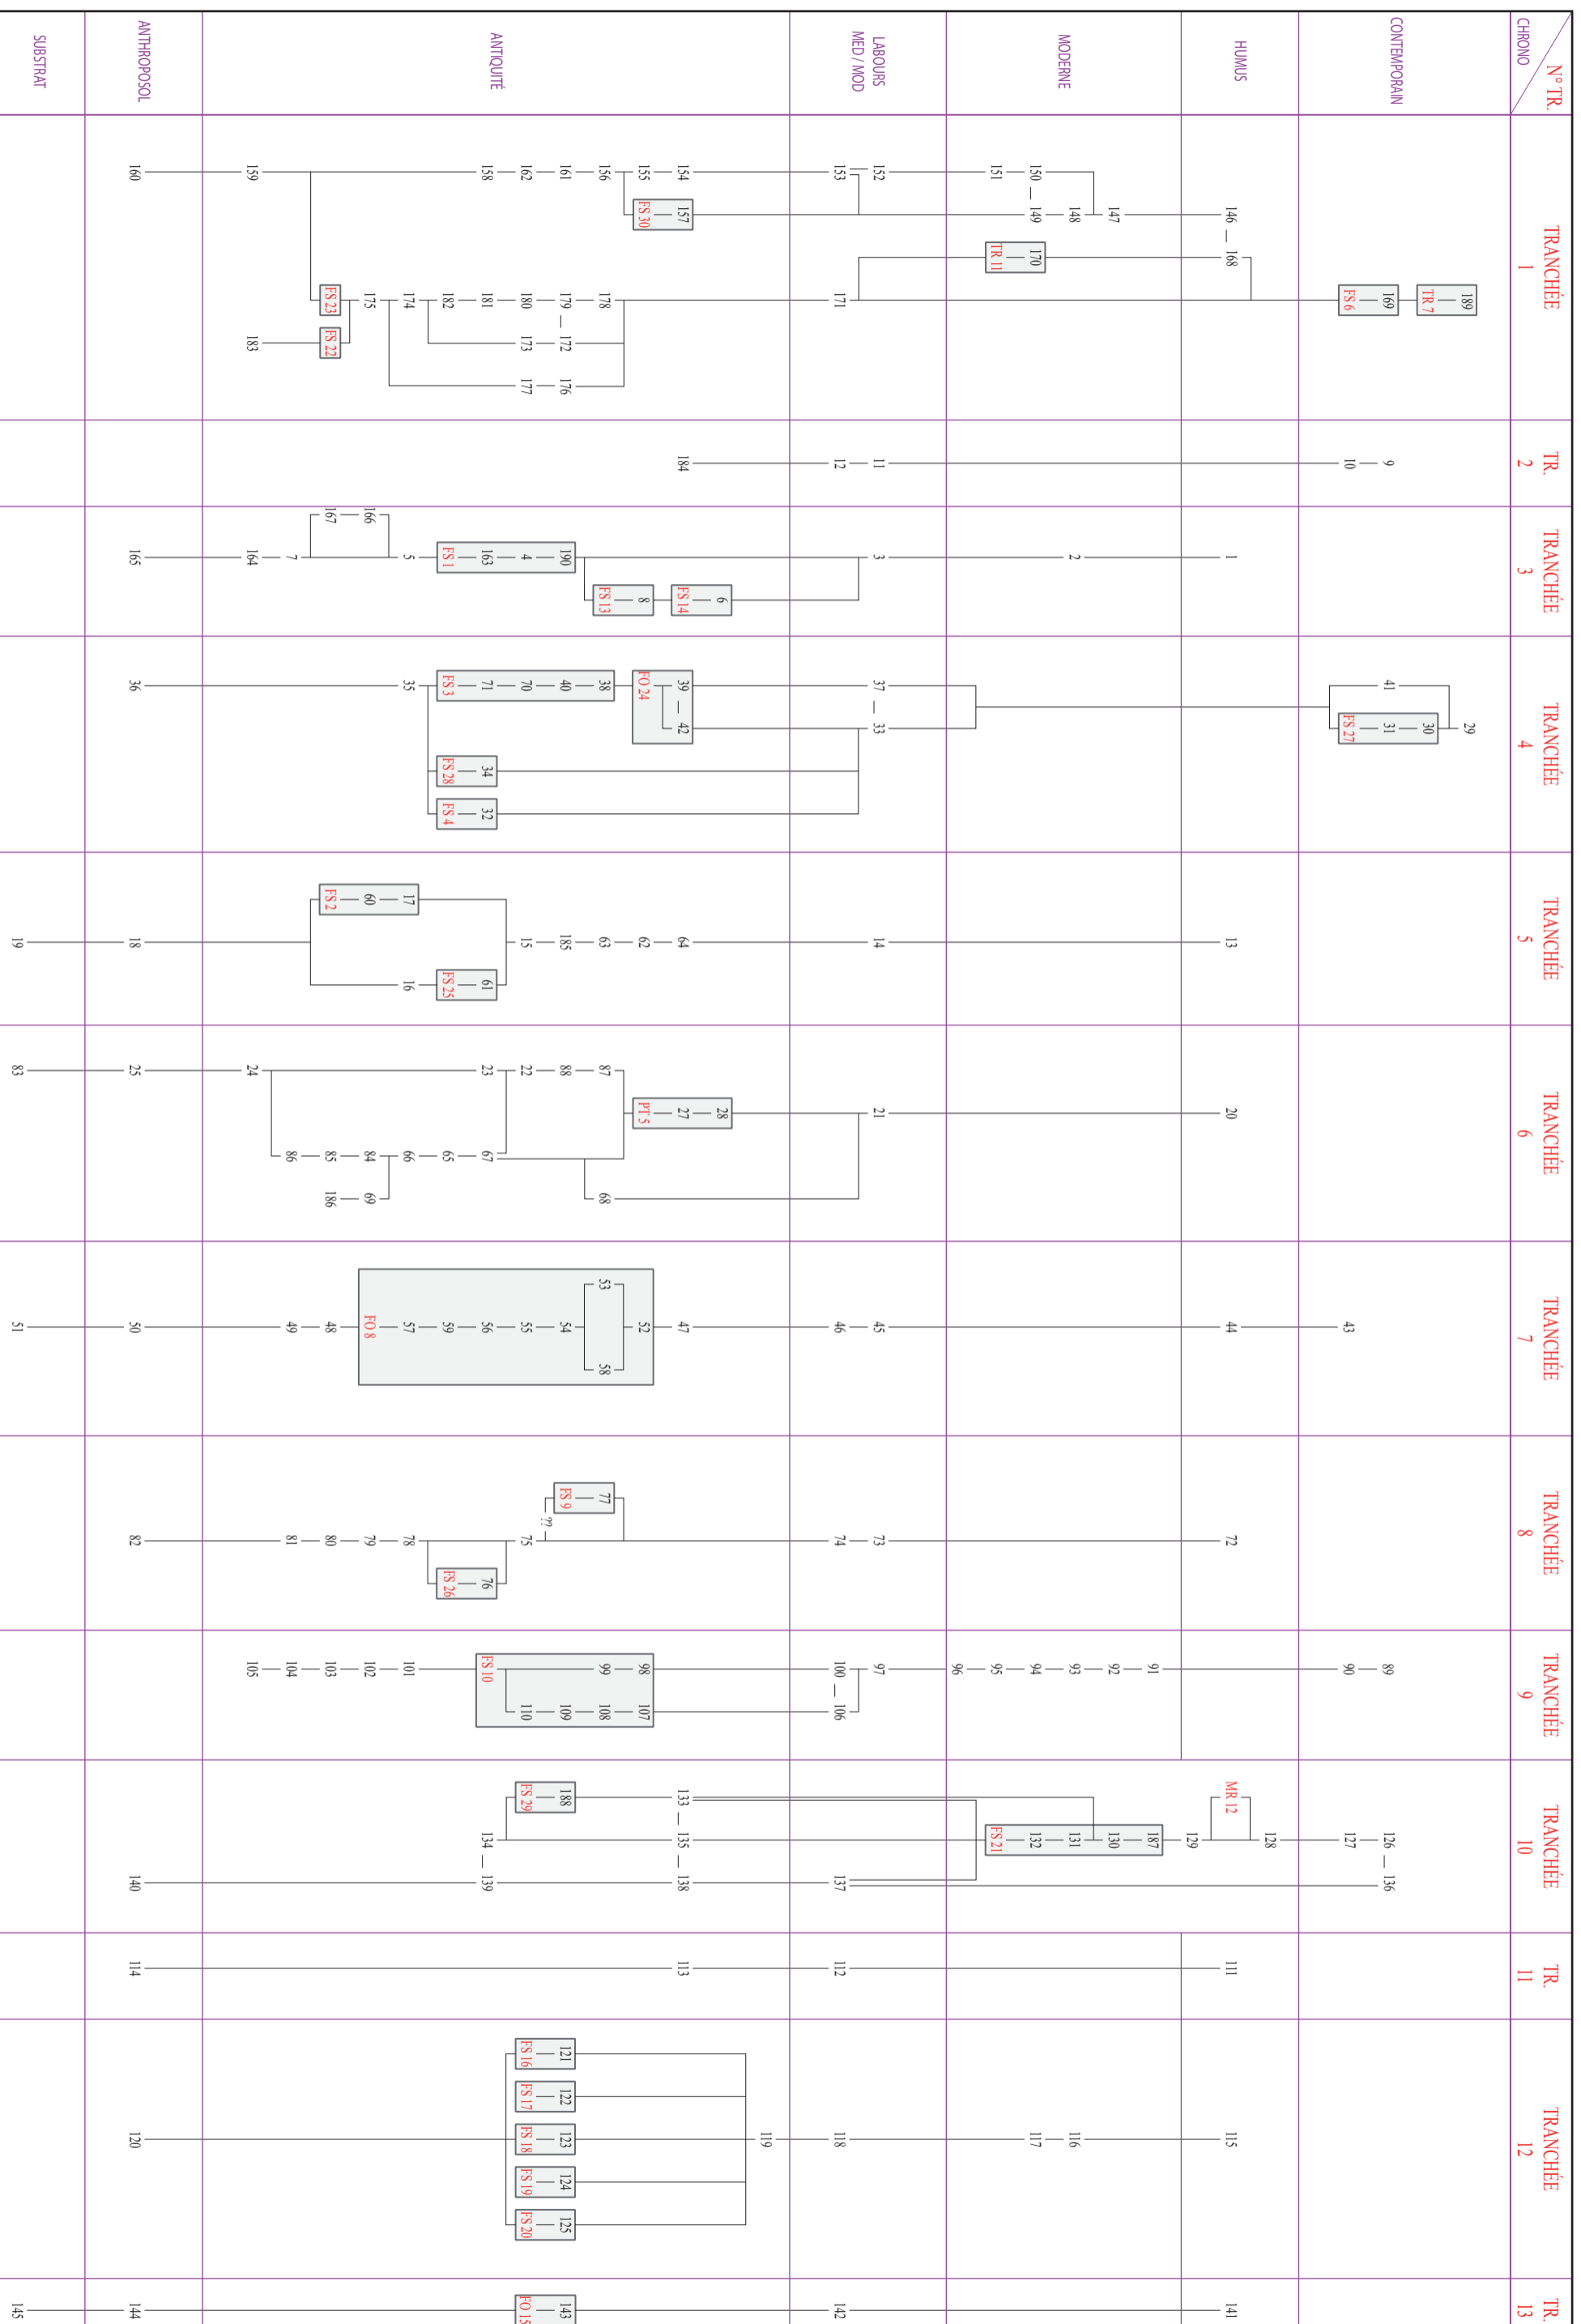 N° TR.
CHRONO
CONTEMPORAIN
HUMUS
MODERNE
LABOURS
MED / MOD
ANTIQUITÉ
ANTHROPOSOL
SUBSTRAT
TRANCHÉE
1
189
TR 7
169
FS 6
146 — 168
147
148
150 — 149
151
170
TR 11
152
153
171
154
157
FS 30
155
156
178
161
179 — 172
176
162
180
173
177
158
181
182
174
175
FS 23
FS 22
159
183
160
TR.
2
9
10
11
12
184
TRANCHÉE
3
1
2
3
6
FS 14
8
FS 13
190
4
163
FS 1
5
166
167
7
164
165
TRANCHÉE
4
29
30
41
31
FS 27
37 — 33
39 — 42
FO 24
38
40
70
71
FS 3
34
FS 28
32
FS 4
35
36
TRANCHÉE
5
13
14
64
62
63
185
15
61
FS 25
17
16
60
FS 2
18
19
TRANCHÉE
6
20
21
28
27
PT 5
87
68
88
22
23
67
65
66
84
69
85
186
86
24
25
83
TRANCHÉE
7
43
44
45
46
47
52
53
58
54
55
56
59
57
FO 8
48
49
50
51
TRANCHÉE
8
72
73
74
77
FS 9
??
75
76
FS 26
78
79
80
81
82
TRANCHÉE
9
89
90
91
92
93
94
95
96
97
100 — 106
98
107
99
108
109
110
FS 10
101
102
103
104
105
TRANCHÉE
10
126 — 136
127
128
MR 12
129
187
130
131
132
FS 21
137
133 — 135 — 138
188
FS 29
134 — 139
140
TR.
11
111
112
113
114
TRANCHÉE
12
115
116
117
118
119
121
FS 16
122
FS 17
123
FS 18
124
FS 19
125
FS 20
120
TR.
13
141
142
143
FO 15
144
145